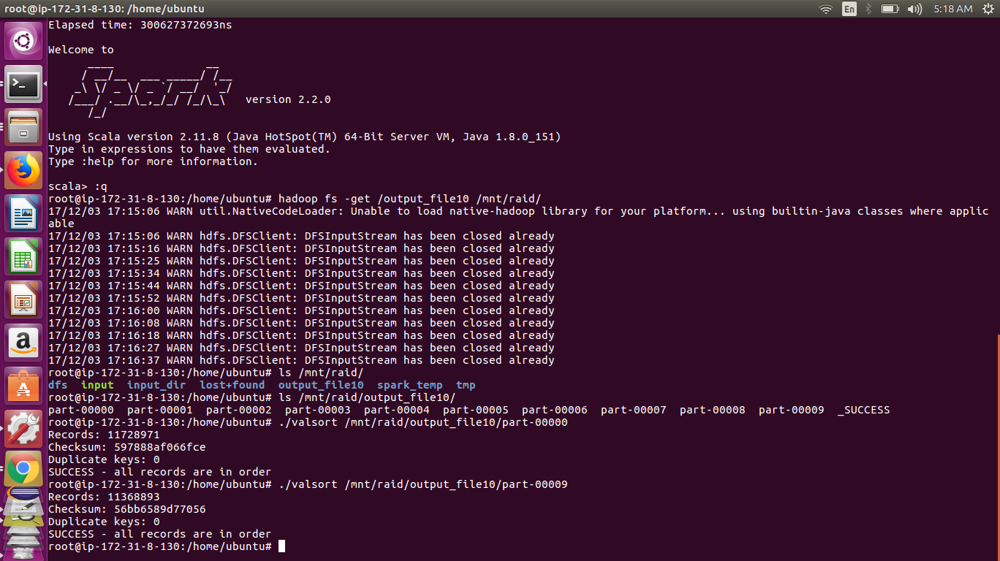 root@ip-172-31-8-130: /home/ubuntu
En
5:18 AM
Elapsed time: 300627372693ns
Welcome to
Spark version 2.2.0
Using Scala version 2.11.8 (Java HotSpot(TM) 64-Bit Server VM, Java 1.8.0_151)
Type in expressions to have them evaluated.
Type :help for more information.
scala> :q
root@ip-172-31-8-130:/home/ubuntu# hadoop fs -get /output_file10 /mnt/raid/
17/12/03 17:15:06 WARN util.NativeCodeLoader: Unable to load native-hadoop library for your platform... using builtin-java classes where applic
able
17/12/03 17:15:06 WARN hdfs.DFSClient: DFSInputStream has been closed already
17/12/03 17:15:16 WARN hdfs.DFSClient: DFSInputStream has been closed already
17/12/03 17:15:25 WARN hdfs.DFSClient: DFSInputStream has been closed already
17/12/03 17:15:34 WARN hdfs.DFSClient: DFSInputStream has been closed already
17/12/03 17:15:44 WARN hdfs.DFSClient: DFSInputStream has been closed already
17/12/03 17:15:52 WARN hdfs.DFSClient: DFSInputStream has been closed already
17/12/03 17:16:00 WARN hdfs.DFSClient: DFSInputStream has been closed already
17/12/03 17:16:08 WARN hdfs.DFSClient: DFSInputStream has been closed already
17/12/03 17:16:18 WARN hdfs.DFSClient: DFSInputStream has been closed already
17/12/03 17:16:27 WARN hdfs.DFSClient: DFSInputStream has been closed already
17/12/03 17:16:37 WARN hdfs.DFSClient: DFSInputStream has been closed already
root@ip-172-31-8-130:/home/ubuntu# ls /mnt/raid/
dfs input input_dir lost+found output_file10 spark_temp tmp
root@ip-172-31-8-130:/home/ubuntu# ls /mnt/raid/output_file10/
part-00000 part-00001 part-00002 part-00003 part-00004 part-00005 part-00006 part-00007 part-00008 part-00009 _SUCCESS
root@ip-172-31-8-130:/home/ubuntu# ./valsort /mnt/raid/output_file10/part-00000
Records: 11728971
Checksum: 597888af066fce
Duplicate keys: 0
SUCCESS - all records are in order
root@ip-172-31-8-130:/home/ubuntu# ./valsort /mnt/raid/output_file10/part-00009
Records: 11368893
Checksum: 56bb6589d77056
Duplicate keys: 0
SUCCESS - all records are in order
root@ip-172-31-8-130:/home/ubuntu#